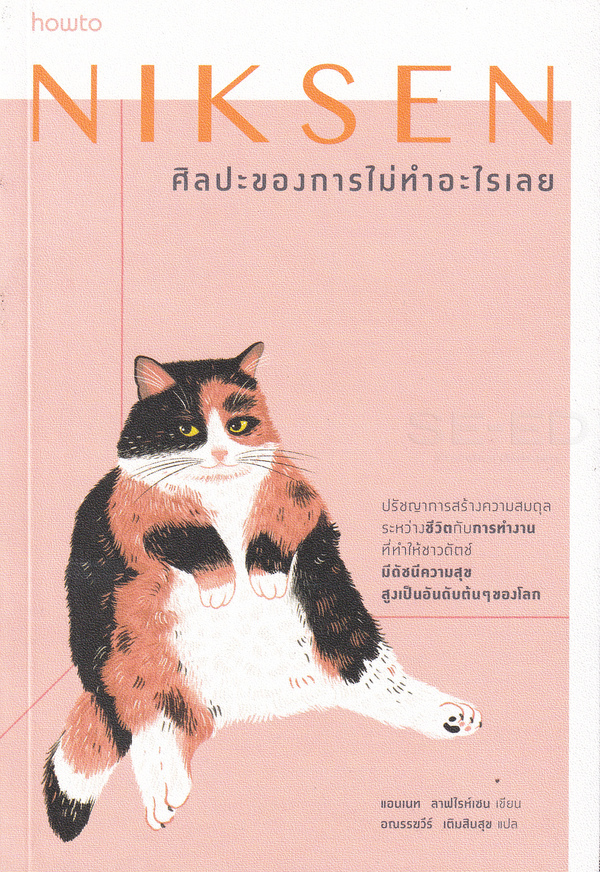 howto
NIKSEN
ศิลปะของการไม่ทำอะไรเลย
SE-ED
ปรัชญาการสร้างความสมดุล
ระหว่างชีวิตกับการทำงาน
ที่ทำให้ชาวดัตช์
มีดัชนีความสุข
สูงเป็นอันดับต้นๆของโลก
แอนเนท ลาฟไรห์เซน เขียน
อณรรฆวีร์ เติมสินสุข แปล